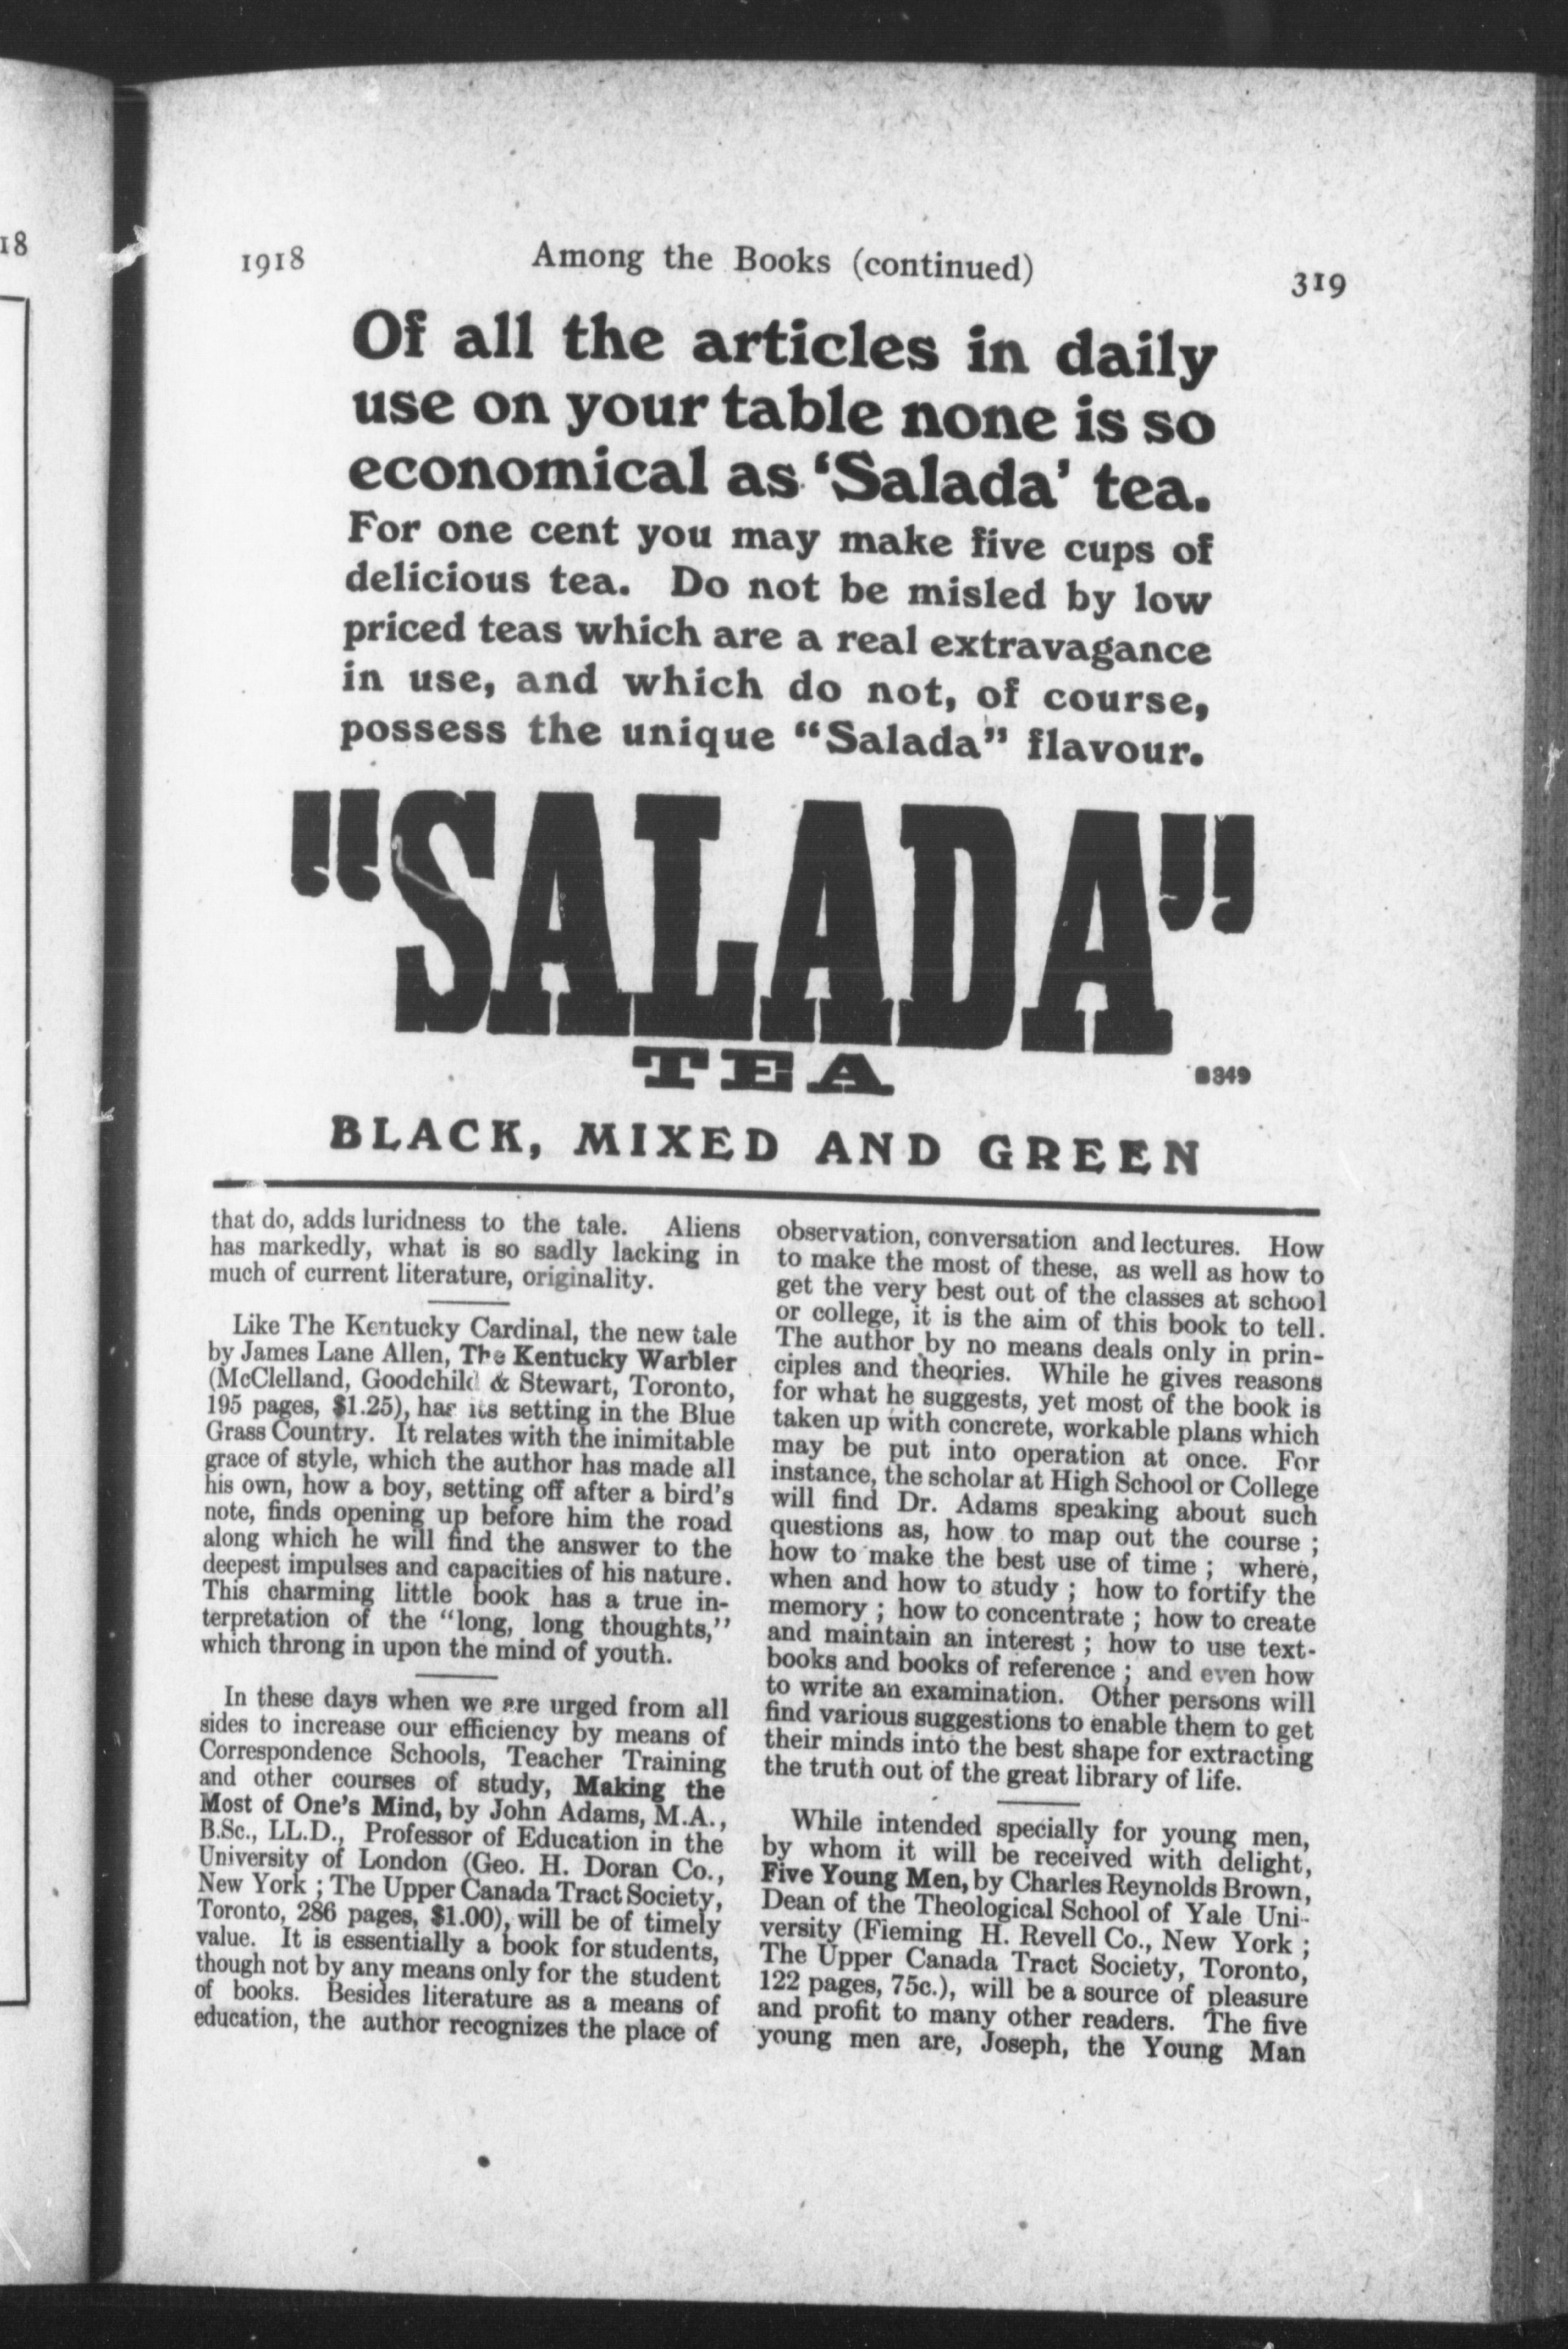 18
1918 Among the Books (continued) 319
Of all the articles in daily
use on your table none is so
economical as 'Salada' tea.
For one cent you may make five cups of
delicious tea. Do not be misled by low
priced teas which are a real extravagance
in use, and which do not, of course,
possess the unique "Salada" flavour.
"SALADA"
TEA
BLACK, MIXED AND GREEN
that do, adds luridness to the tale. Aliens
has markedly, what is so sadly lacking in
much of current literature, originality.
Like The Kentucky Cardinal, the new tale
by James Lane Allen, The Kentucky Warbler
(McClelland, Goodchild & Stewart, Toronto,
195 pages, $1.25), has its setting in the Blue
Grass Country. It relates with the inimitable
grace of style, which the author has made all
his own, how a boy, setting off after a bird's
note, finds opening up before him the road
along which he will find the answer to the
deepest impulses and capacities of his nature.
This charming little book has a true in-
terpretation of the "long, long thoughts,"
which throng in upon the mind of youth.
In these days when we are urged from all
sides to increase our efficiency by means of
Correspondence Schools, Teacher Training
and other courses of study, Making the
Most of One's Mind, by John Adams, M.A.,
B.Sc., LL.D., Professor of Education in the
University of London (Geo. H. Doran Co.,
New York ; The Upper Canada Tract Society,
Toronto, 286 pages, $1.00), will be of timely
value. It is essentially a book for students,
though not by any means only for the student
of books. Besides literature as a means of
education, the author recognizes the place of
observation, conversation and lectures. How
to make the most of these, as well as how to
get the very best out of the classes at school
or college, it is the aim of this book to tell.
The author by no means deals only in prin-
ciples and theories. While he gives reasons
for what he suggests, yet most of the book is
taken up with concrete, workable plans which
may be put into operation at once. For
instance, the scholar at High School or College
will find Dr. Adams speaking about such
questions as, how to map out the course ;
how to make the best use of time ; where,
when and how to study ; how to fortify the
memory ; how to concentrate ; how to create
and maintain an interest ; how to use text-
books and books of reference ; and even how
to write an examination. Other persons will
find various suggestions to enable them to get
their minds into the best shape for extracting
the truth out of the great library of life.
While intended specially for young men,
by whom it will be received with delight,
Five Young Men, by Charles Reynolds Brown,
Dean of the Theological School of Yale Uni-
versity (Fleming H. Revell Co., New York ;
The Upper Canada Tract Society, Toronto,
122 pages, 75c.), will be a source of pleasure
and profit to many other readers. The five
young men are, Joseph, the Young Man